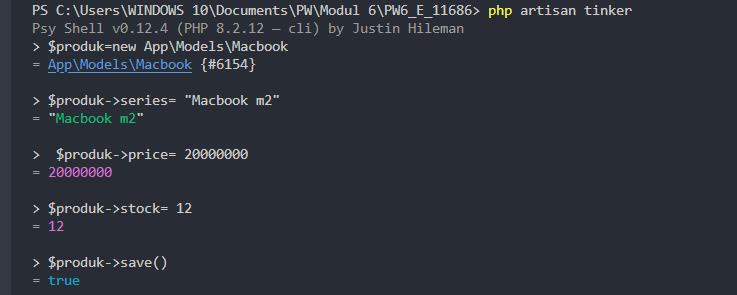 PS C:\Users\WINDOWS 10\Documents\PW\Modul 6\PW6_E_11686> php artisan tinker
Psy Shell v0.12.4 (PHP 8.2.12 — cli) by Justin Hileman
> $produk=new App\Models\Macbook
= App\Models\Macbook {#6154}
> $produk->series= "Macbook m2"
= "Macbook m2"
>  $produk->price= 20000000
= 20000000
> $produk->stock= 12
= 12
> $produk->save()
= true